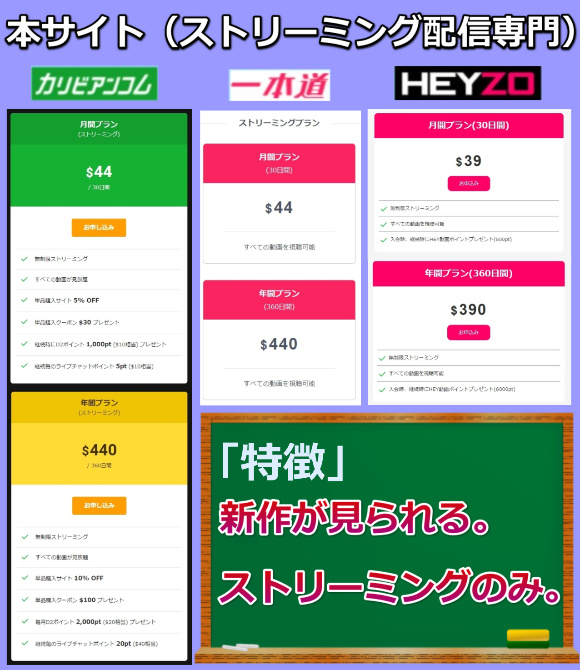 本サイト（ストリーミング配信専門）
カリビアンコム
月間プラン
(ストリーミング)
$44
/ 30日間
お申し込み
無制限ストリーミング
すべての動画が見放題
単品購入サイト 5% OFF
単品購入クーポン $30 プレゼント
継続毎にD2ポイント 1,000pt ($10相当) プレゼント
継続毎のライブチャットポイント 5pt ($10相当)
年間プラン
(ストリーミング)
$440
/ 360日間
お申し込み
無制限ストリーミング
すべての動画が見放題
単品購入サイト 10% OFF
単品購入クーポン $100 プレゼント
毎月D2ポイント 2,000pt ($20相当) プレゼント
継続毎のライブチャットポイント 20pt ($40相当)
一本道
ストリーミングプラン
月間プラン
(30日間)
$44
すべての動画を視聴可能
年間プラン
(360日間)
$440
すべての動画を視聴可能
HEYZO
月間プラン(30日間)
$39
お申込み
無制限ストリーミング
すべての動画を視聴可能
入会時、継続時にHEY動画ポイントプレゼント(500pt)
年間プラン(360日間)
$390
お申込み
無制限ストリーミング
すべての動画を視聴可能
入会時、継続時にHEY動画ポイントプレゼント(6000pt)
「特徴」
新作が見られる。
ストリーミングのみ。